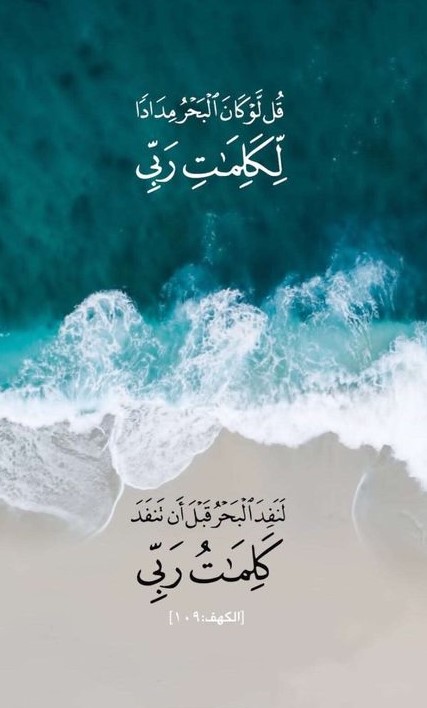 قُل لَّوْ كَانَ ٱلْبَحْرُ مِدَادًا
لِّكَلِمَٰتِ رَبِّي
لَنَفِدَ ٱلْبَحْرُ قَبْلَ أَن تَنفَدَ
كَلِمَٰتُ رَبِّي
[الكهف:١٠٩]